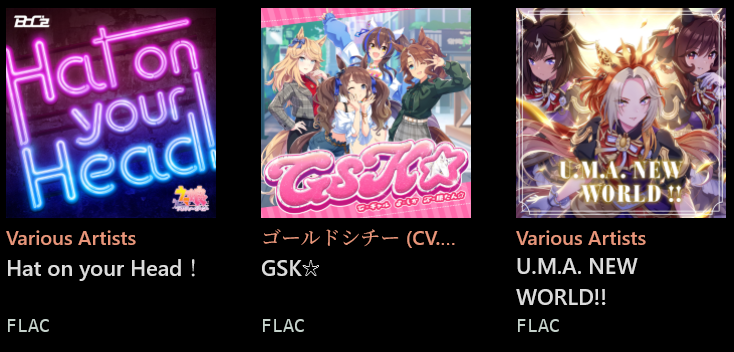 BCC2
Hat on
your
Head!
Various Artists
Hat on your Head！
FLAC
GSK☆
ゴールドシチー (CV....
GSK☆
FLAC
U.M.A. NEW
WORLD!!
Various Artists
U.M.A. NEW
WORLD!!
FLAC